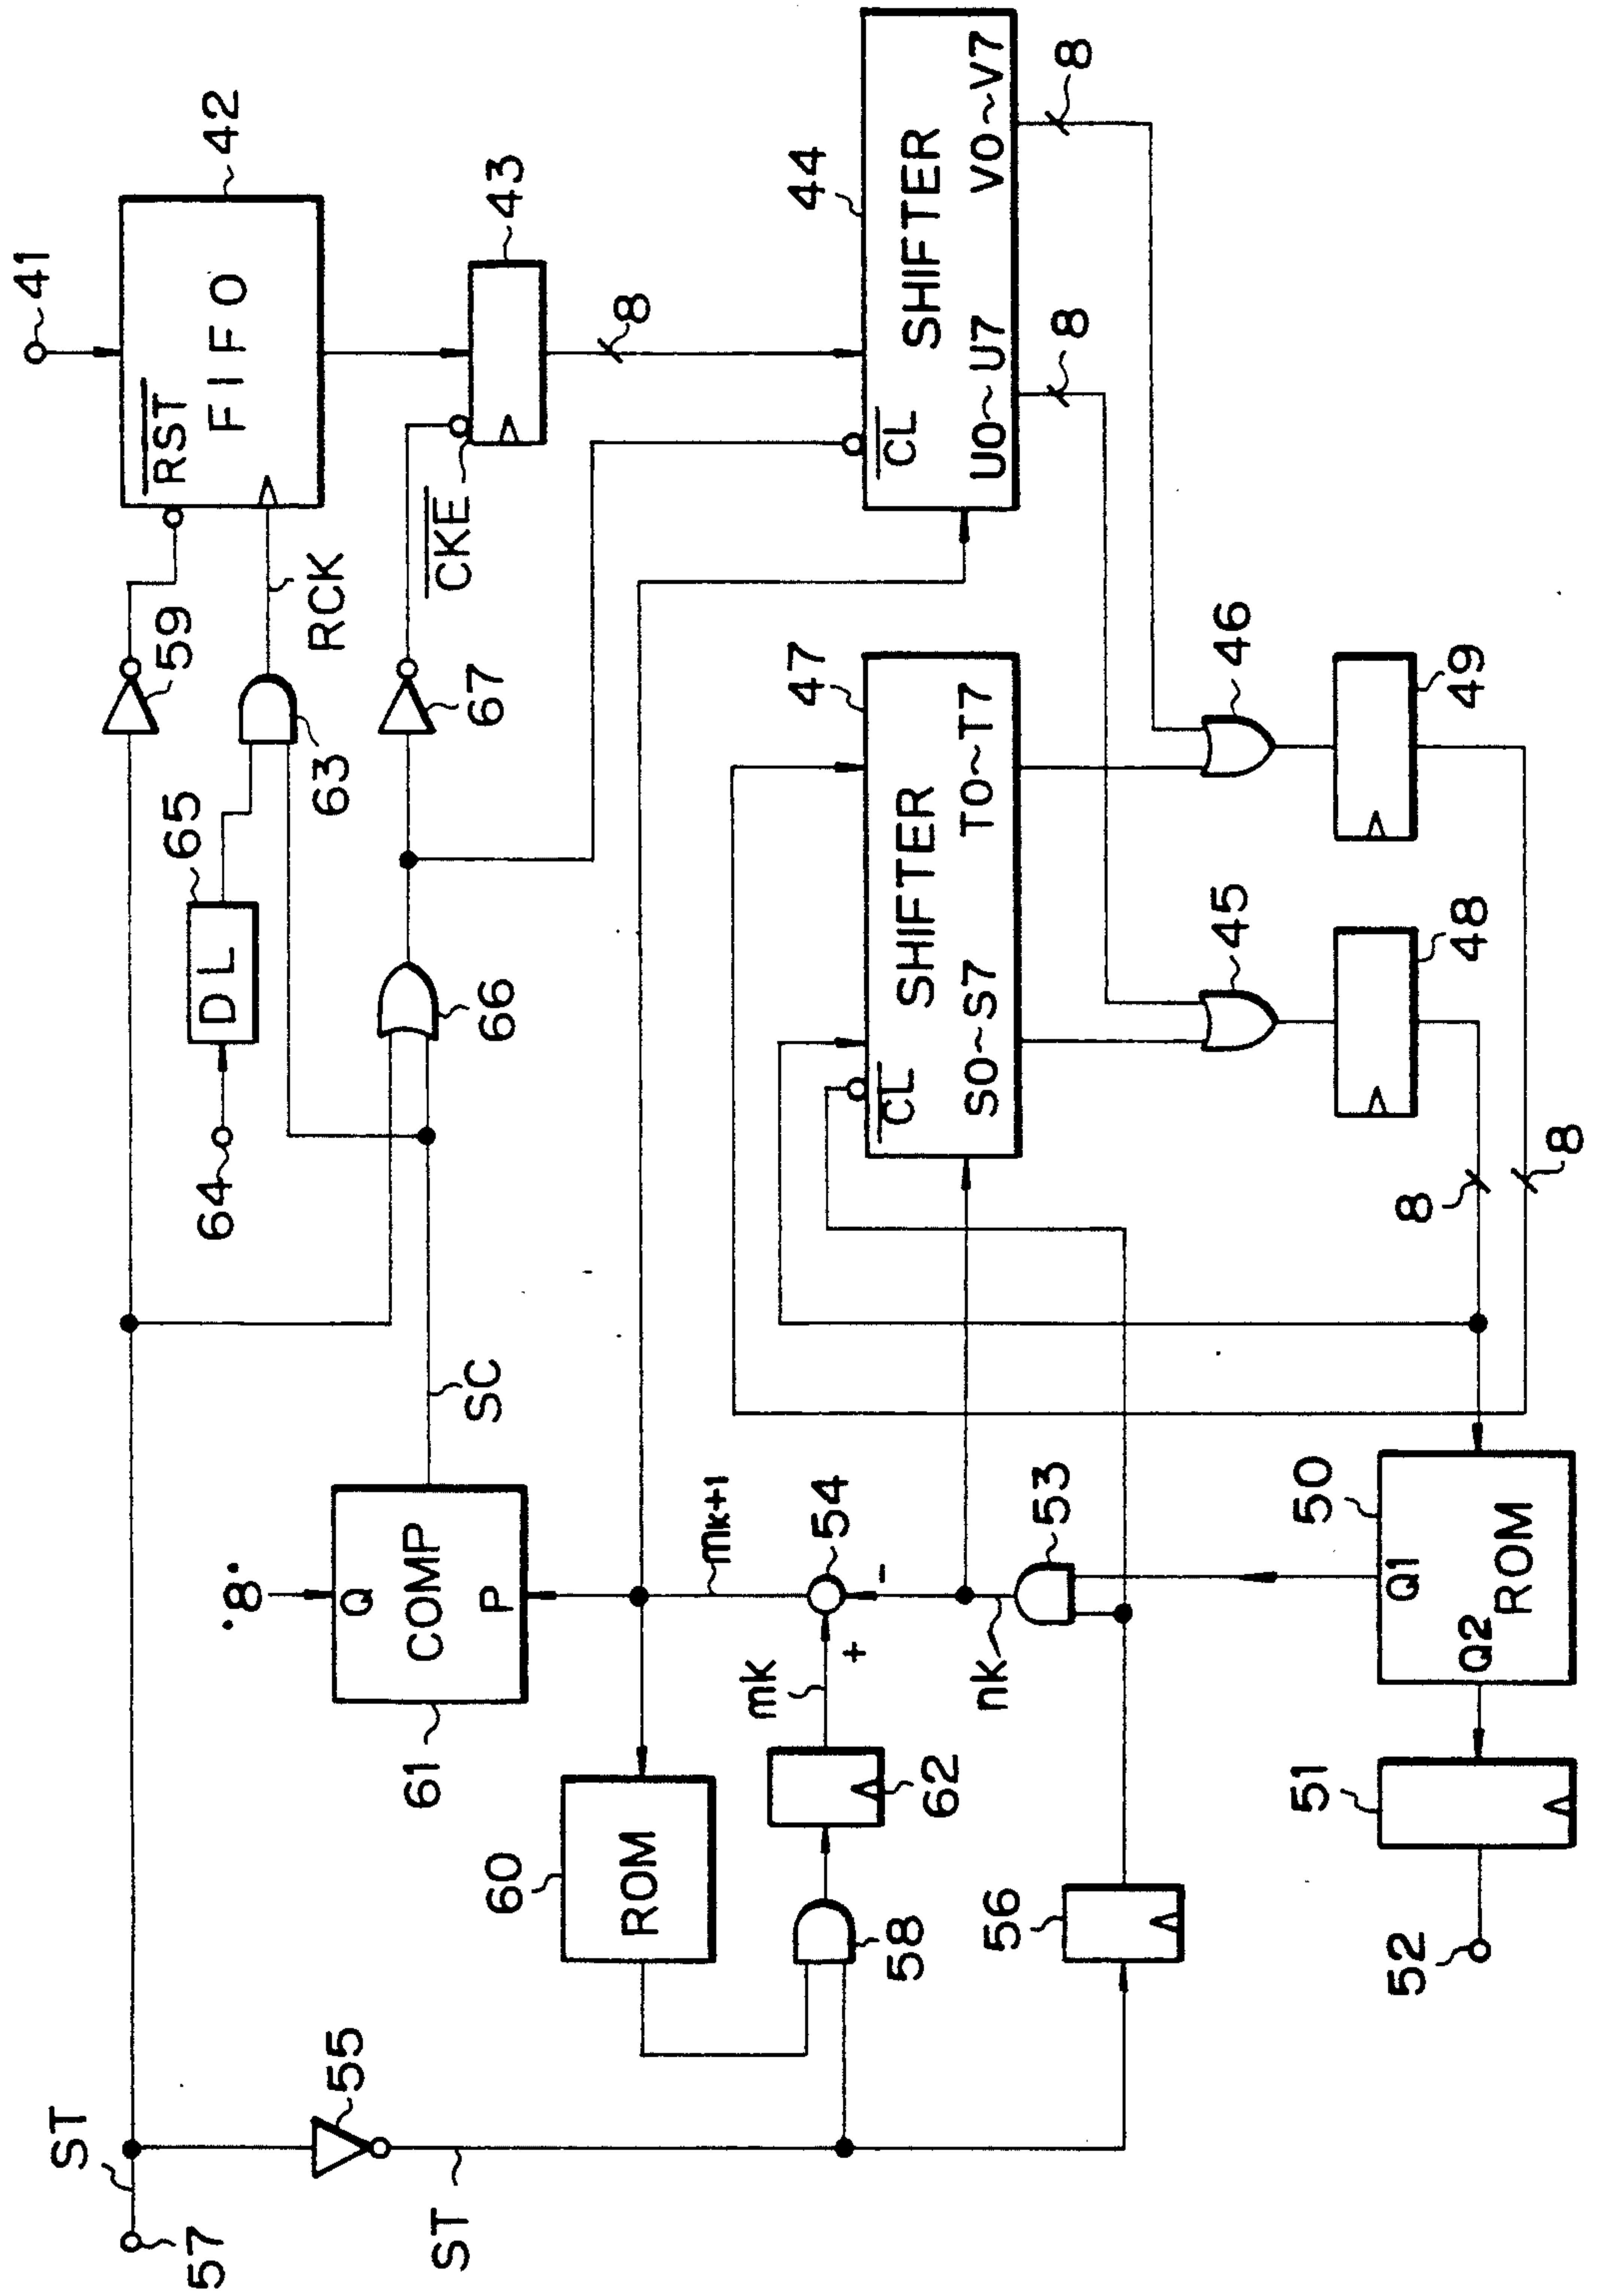 41
42
RST
FIFO
RCK
59
63
65
DL
64
43
CKE
67
66
8
44
SHIFTER
CL
U0~U7
V0~V7
8
8
47
SHIFTER
CL
S0~S7
T0~T7
46
45
49
48
8
8
SC
'8'
Q
COMP
P
61
mK+1
54
-
+
mK
nK
53
50
Q1
Q2
ROM
51
52
60
ROM
62
58
56
55
ST
ST
57